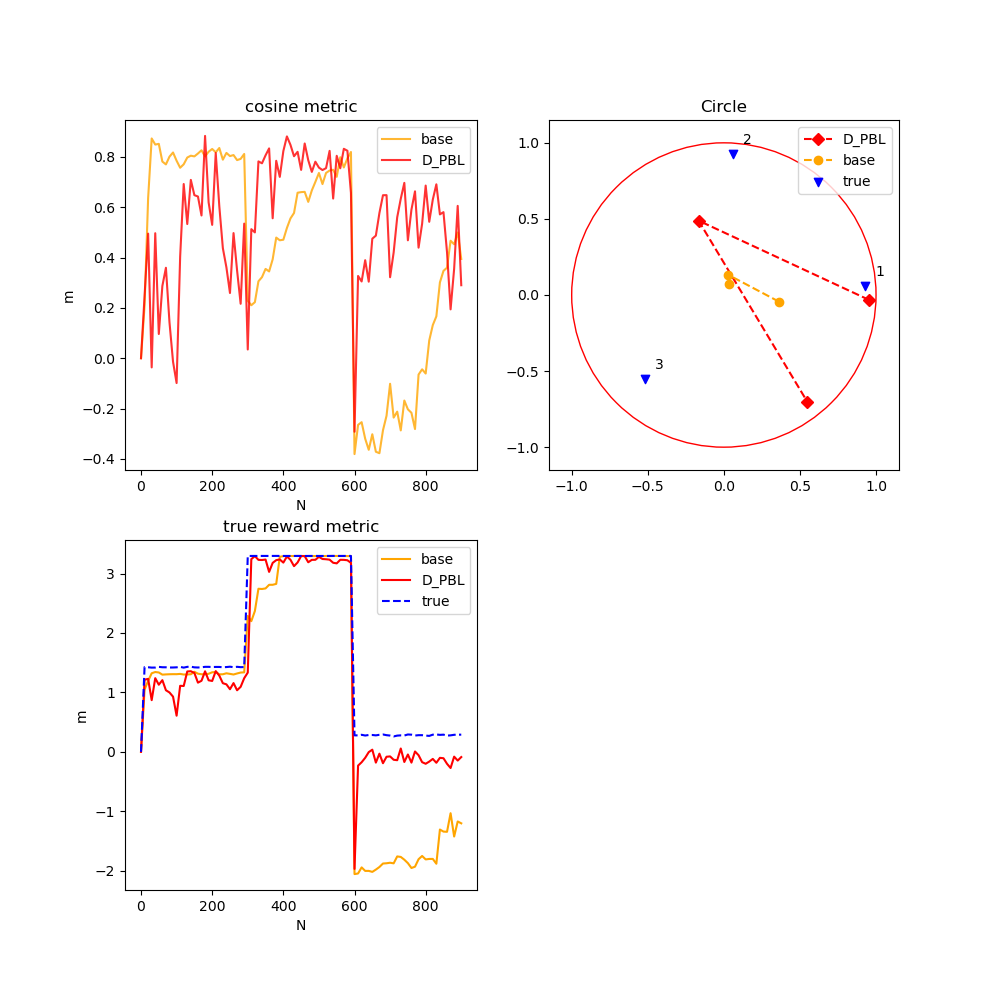 cosine metric
base
D_PBL
0.8
0.6
0.4
0.2
0.0
−0.2
−0.4
m
0 200 400 600 800
N
Circle
D_PBL
base
true
2
1
3
1.0
0.5
0.0
−0.5
−1.0
−1.0 −0.5 0.0 0.5 1.0
true reward metric
base
D_PBL
true
3
2
1
0
−1
−2
m
0 200 400 600 800
N